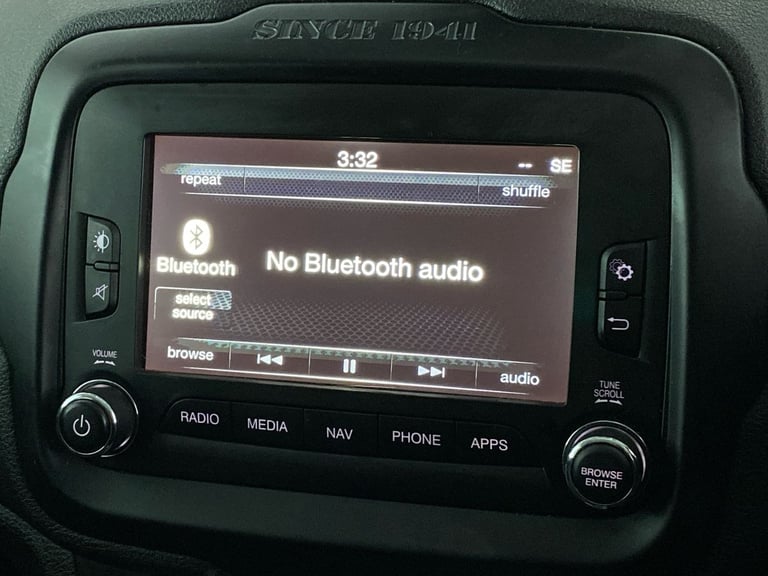 SINCE 1941
3:32
-- SE
repeat
shuffle
Bluetooth
No Bluetooth audio
select
source
browse
audio
VOLUME
TUNE
SCROLL
RADIO
MEDIA
NAV
PHONE
APPS
BROWSE
ENTER